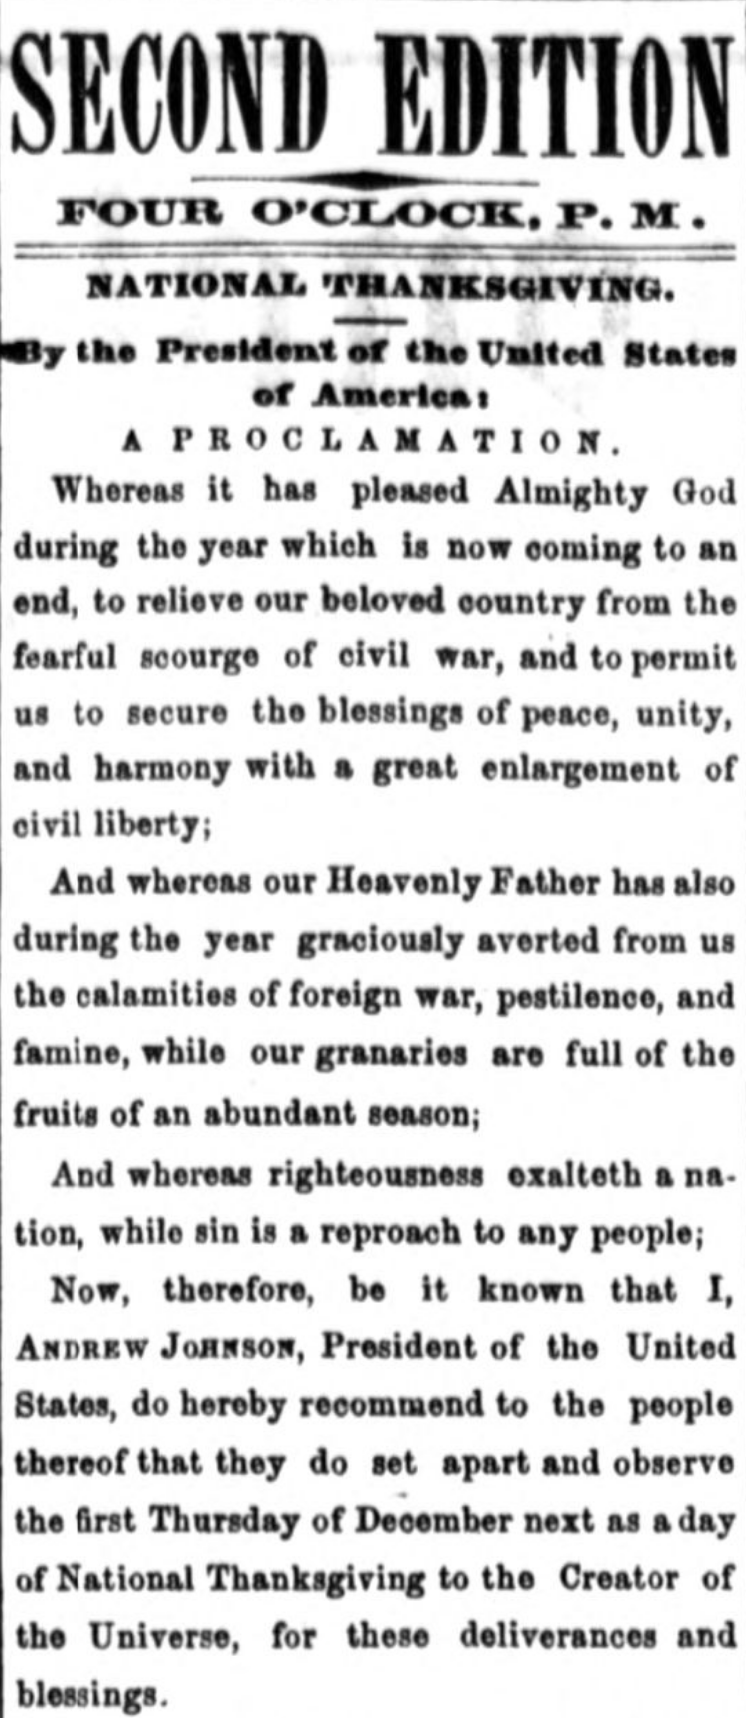 SECOND EDITION
FOUR O'CLOCK, P. M.
NATIONAL THANKSGIVING.
By the President of the United States
of America:
A PROCLAMATION.
Whereas it has pleased Almighty God
during the year which is now coming to an
end, to relieve our beloved country from the
fearful scourge of civil war, and to permit
us to secure the blessings of peace, unity,
and harmony with a great enlargement of
civil liberty;
And whereas our Heavenly Father has also
during the year graciously averted from us
the calamities of foreign war, pestilence, and
famine, while our granaries are full of the
fruits of an abundant season;
And whereas righteousness exalteth a na-
tion, while sin is a reproach to any people;
Now, therefore, be it known that I,
ANDREW JOHNSON, President of the United
States, do hereby recommend to the people
thereof that they do set apart and observe
the first Thursday of December next as a day
of National Thanksgiving to the Creator of
the Universe, for these deliverances and
blessings.